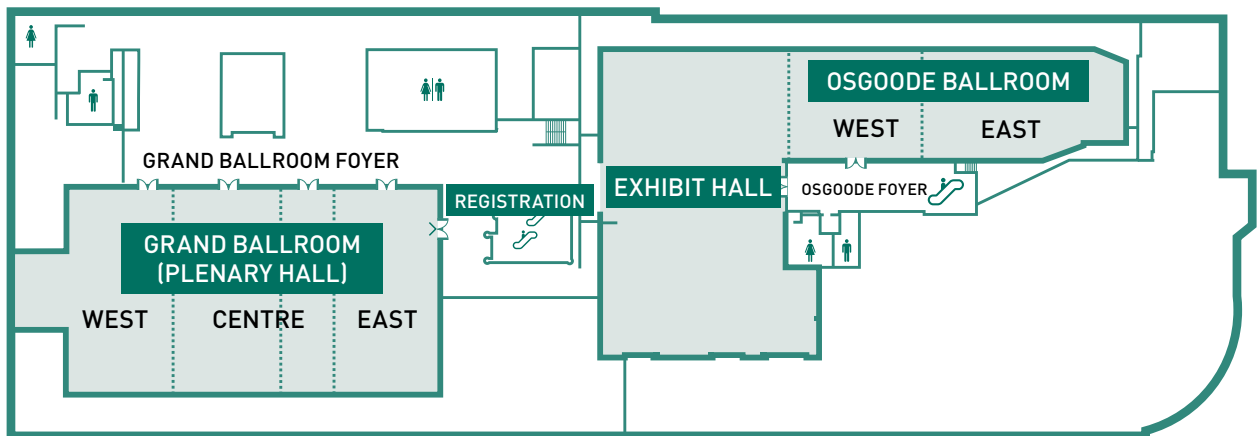 OSGOODE BALLROOM
WEST
EAST
GRAND BALLROOM FOYER
EXHIBIT HALL
OSGOODE FOYER
REGISTRATION
GRAND BALLROOM
(PLENARY HALL)
WEST
CENTRE
EAST